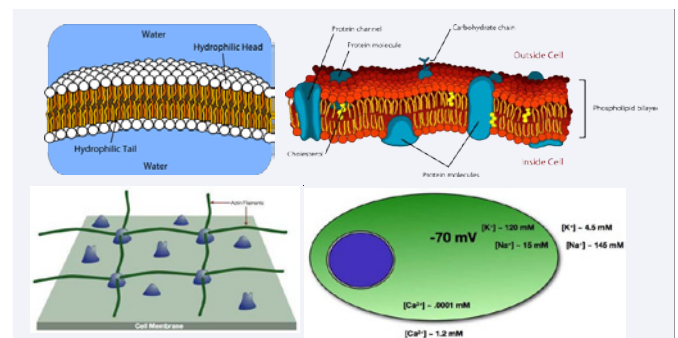 Water
Hydrophilic Head
Hydrophilic Tail
Water
Protein channel
Protein molecule
Carbohydrate chain
Outside Cell
Phospholipid bilayer
Cholesterol
Inside Cell
Protein molecules
Actin Filaments
Cell Membrane
-70 mV
[K⁺] ~ 120 mM
[K⁺] ~ 4.5 mM
[Na⁺] ~ 15 mM
[Na⁺] ~ 145 mM
[Ca²⁺] ~ .0001 mM
[Ca²⁺] ~ 1.2 mM